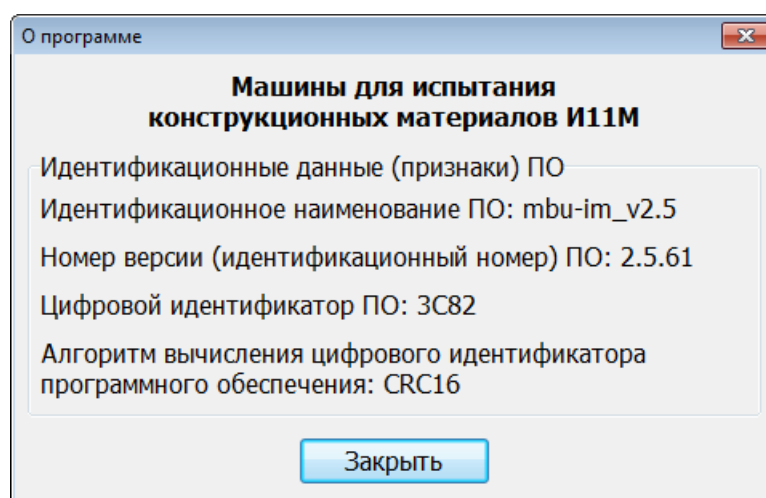 О программе
Машины для испытания
конструкционных материалов И11М
Идентификационные данные (признаки) ПО
Идентификационное наименование ПО: mbu-im_v2.5
Номер версии (идентификационный номер) ПО: 2.5.61
Цифровой идентификатор ПО: 3C82
Алгоритм вычисления цифрового идентификатора
программного обеспечения: CRC16
Закрыть